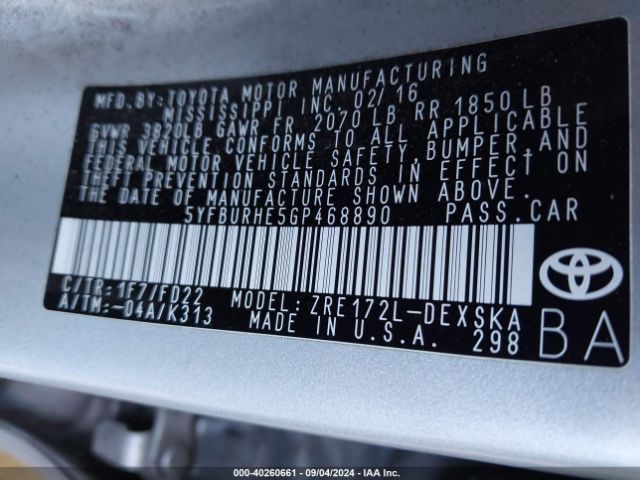 MFD.BY:TOYOTA MOTOR MANUFACTURING
MISSISSIPPI INC. 02/16
GVWR 3820LB GAWR FR 2070 LB RR 1850 LB
THIS VEHICLE CONFORMS TO ALL APPLICABLE
FEDERAL MOTOR VEHICLE SAFETY,BUMPER,AND
THEFT PREVENTION STANDARDS IN EFFECT ON
THE DATE OF MANUFACTURE SHOWN ABOVE.
5YFBURHE5GP468890 PASS.CAR
C/TR:1F7/FD22 MODEL: ZRE172L-DEXSKA
A/TM:-04A/K313 MADE IN U.S.A. 298
BA
000-40260661 - 09/04/2024 - IAA Inc.